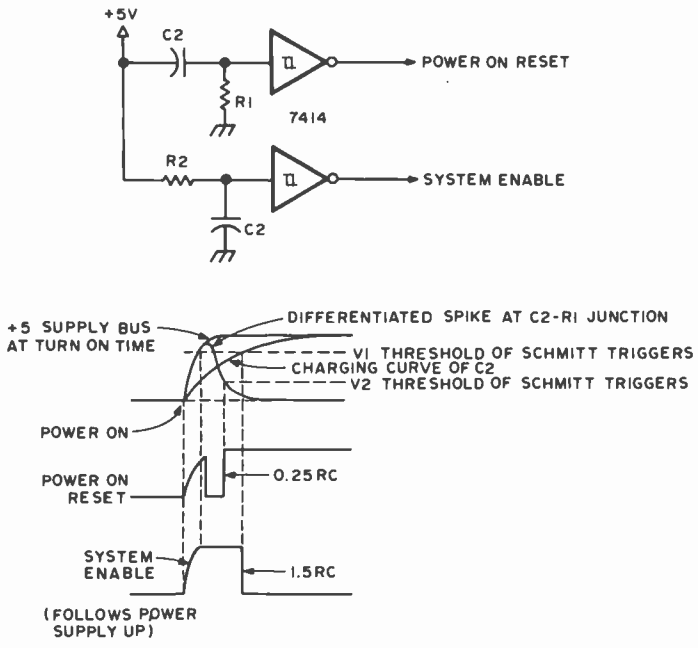 +5V
C2
R1
7414
POWER ON RESET
R2
C2
SYSTEM ENABLE
+5 SUPPLY BUS
AT TURN ON TIME
DIFFERENTIATED SPIKE AT C2-R1 JUNCTION
V1 THRESHOLD OF SCHMITT TRIGGERS
CHARGING CURVE OF C2
V2 THRESHOLD OF SCHMITT TRIGGERS
POWER ON
POWER ON
RESET
0.25RC
SYSTEM
ENABLE
1.5RC
(FOLLOWS POWER
SUPPLY UP)